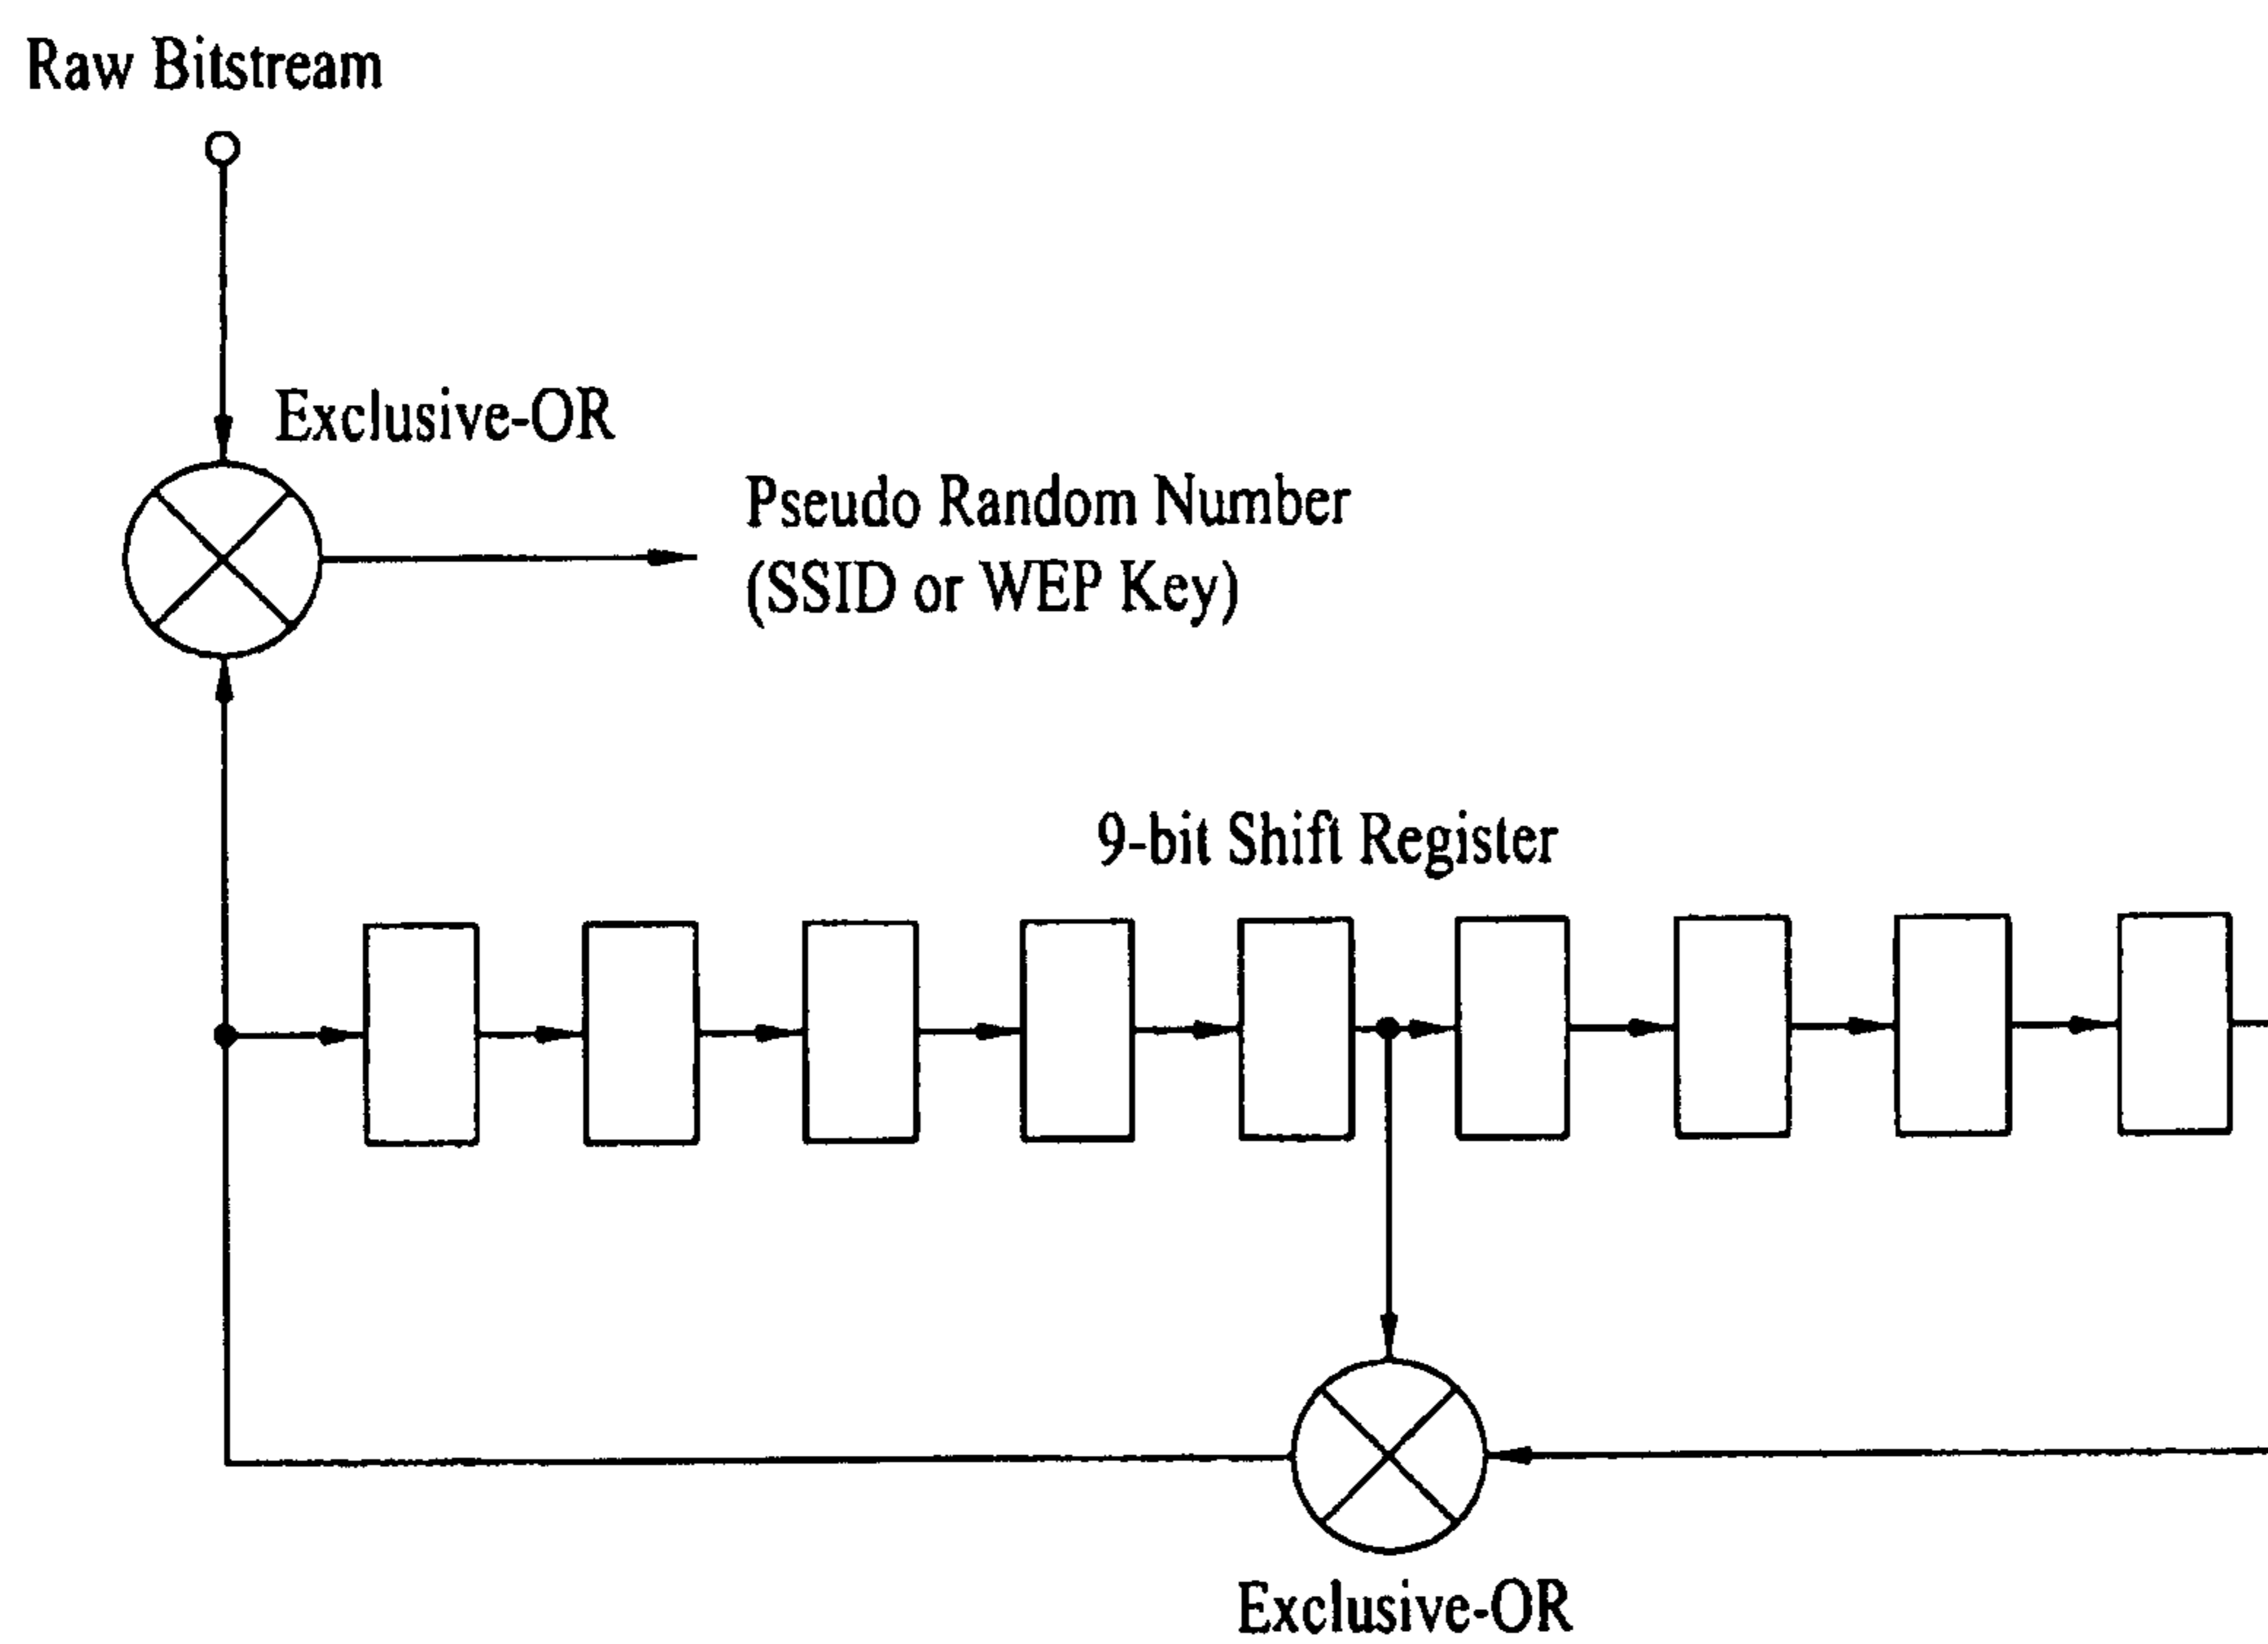 Raw Bitstream
Exclusive-OR
Pseudo Random Number
(SSID or WEP Key)
9-bit Shift Register
Exclusive-OR